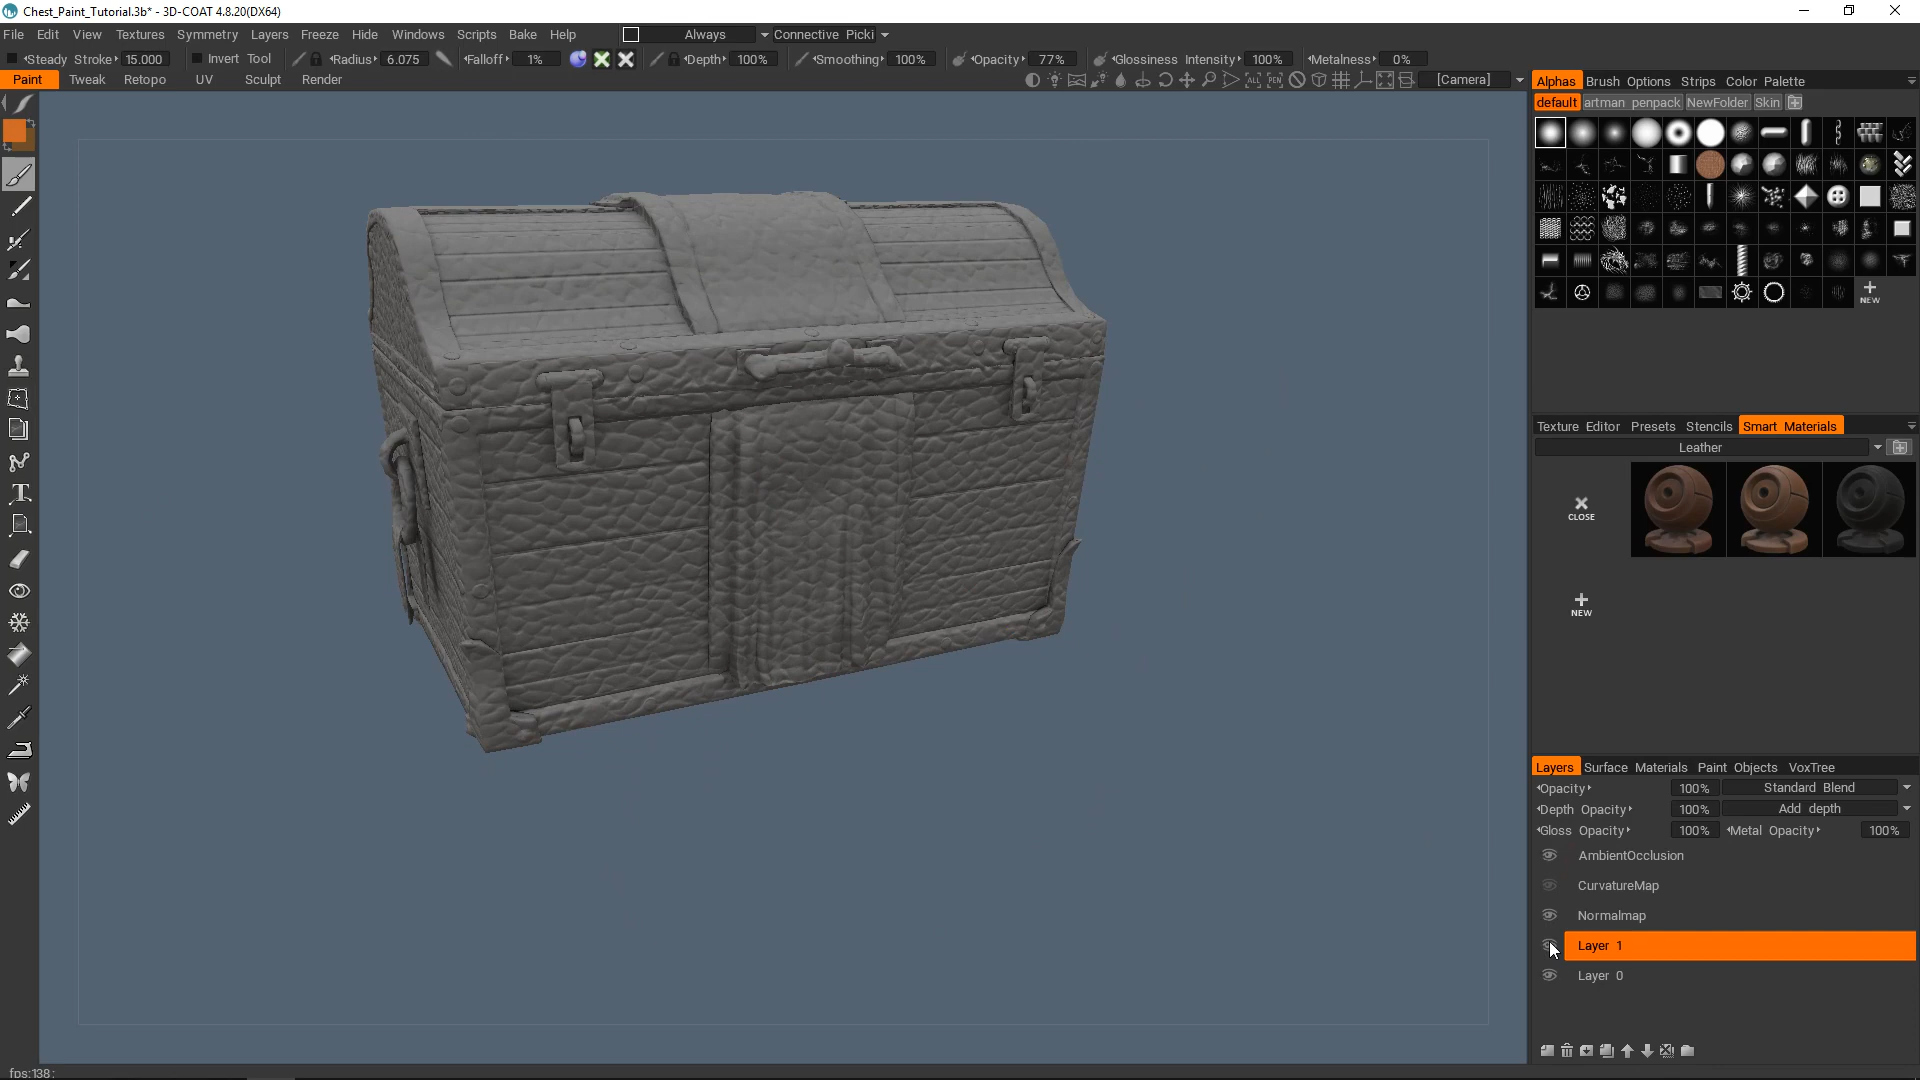 Chest_Paint_Tutorial.3b* - 3D-COAT 4.8.20(DX64)
File Edit View Textures Symmetry Layers Freeze Hide Windows Scripts Bake Help Always Connective Picki
Steady Stroke 15.000 Invert Tool Radius 6.075 Falloff 1% Depth 100% Smoothing 100% Opacity 77% Glossiness Intensity 100% Metalness 0%
Paint Tweak Retopo UV Sculpt Render ALL PEN [Camera]
Alphas Brush Options Strips Color Palette
default artman penpack NewFolder Skin
NEW
Texture Editor Presets Stencils Smart Materials
Leather
CLOSE
NEW
Layers Surface Materials Paint Objects VoxTree
Opacity 100% Standard Blend
Depth Opacity 100% Add depth
Gloss Opacity 100% Metal Opacity 100%
AmbientOcclusion
CurvatureMap
Normalmap
Layer 1
Layer 0
fps:138: